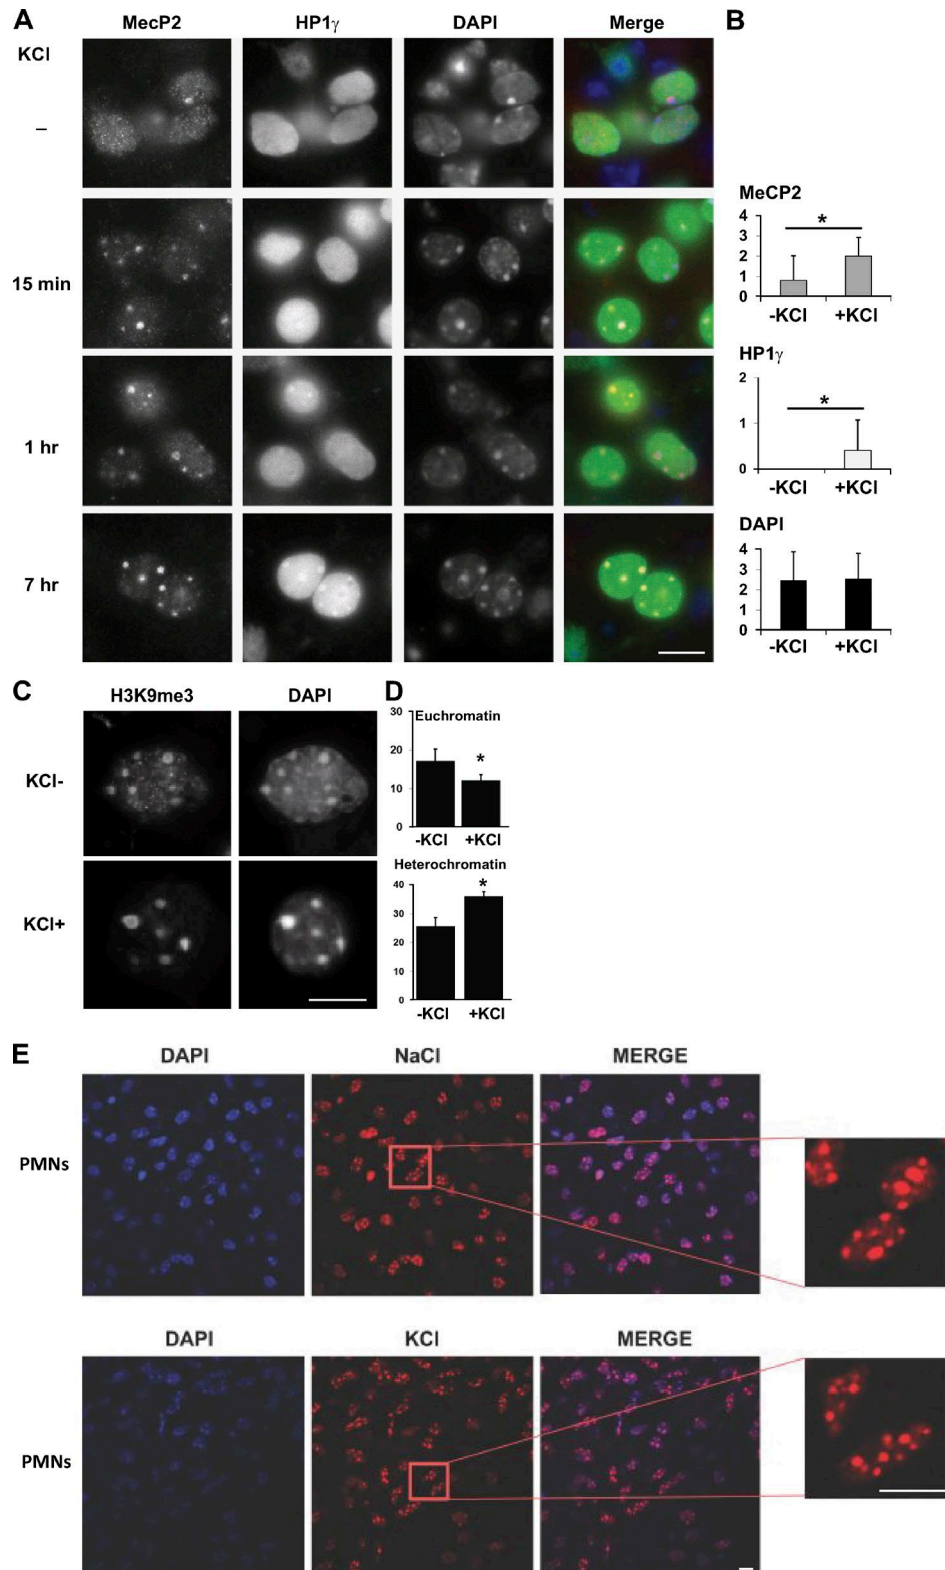 A
MecP2 HP1γ DAPI Merge
KCl
–
15 min
1 hr
7 hr
B
MeCP2
4
3
2
1
0
*
-KCl +KCl
HP1γ
2
1
0
*
-KCl +KCl
DAPI
4
3
2
1
0
-KCl +KCl
C
H3K9me3 DAPI
KCl-
KCl+
D
30
20
10
0
Euchromatin
*
-KCl +KCl
Heterochromatin
40
30
20
10
0
*
-KCl +KCl
E
DAPI NaCl MERGE
PMNs
DAPI KCl MERGE
PMNs